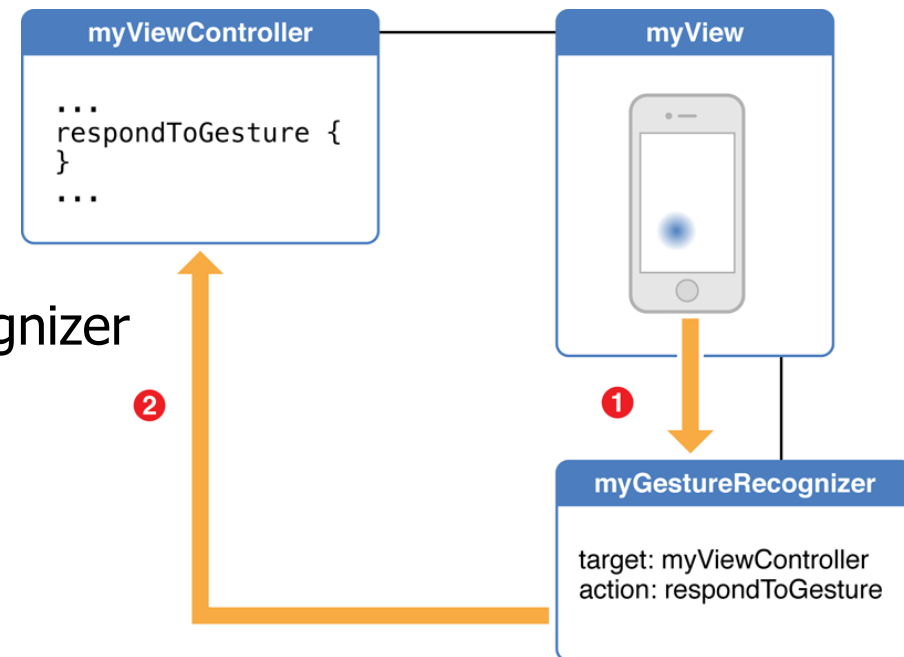 myViewController
myView
...
respondToGesture {
}
...
gnizer
2
1
myGestureRecognizer
target: myViewController
action: respondToGesture